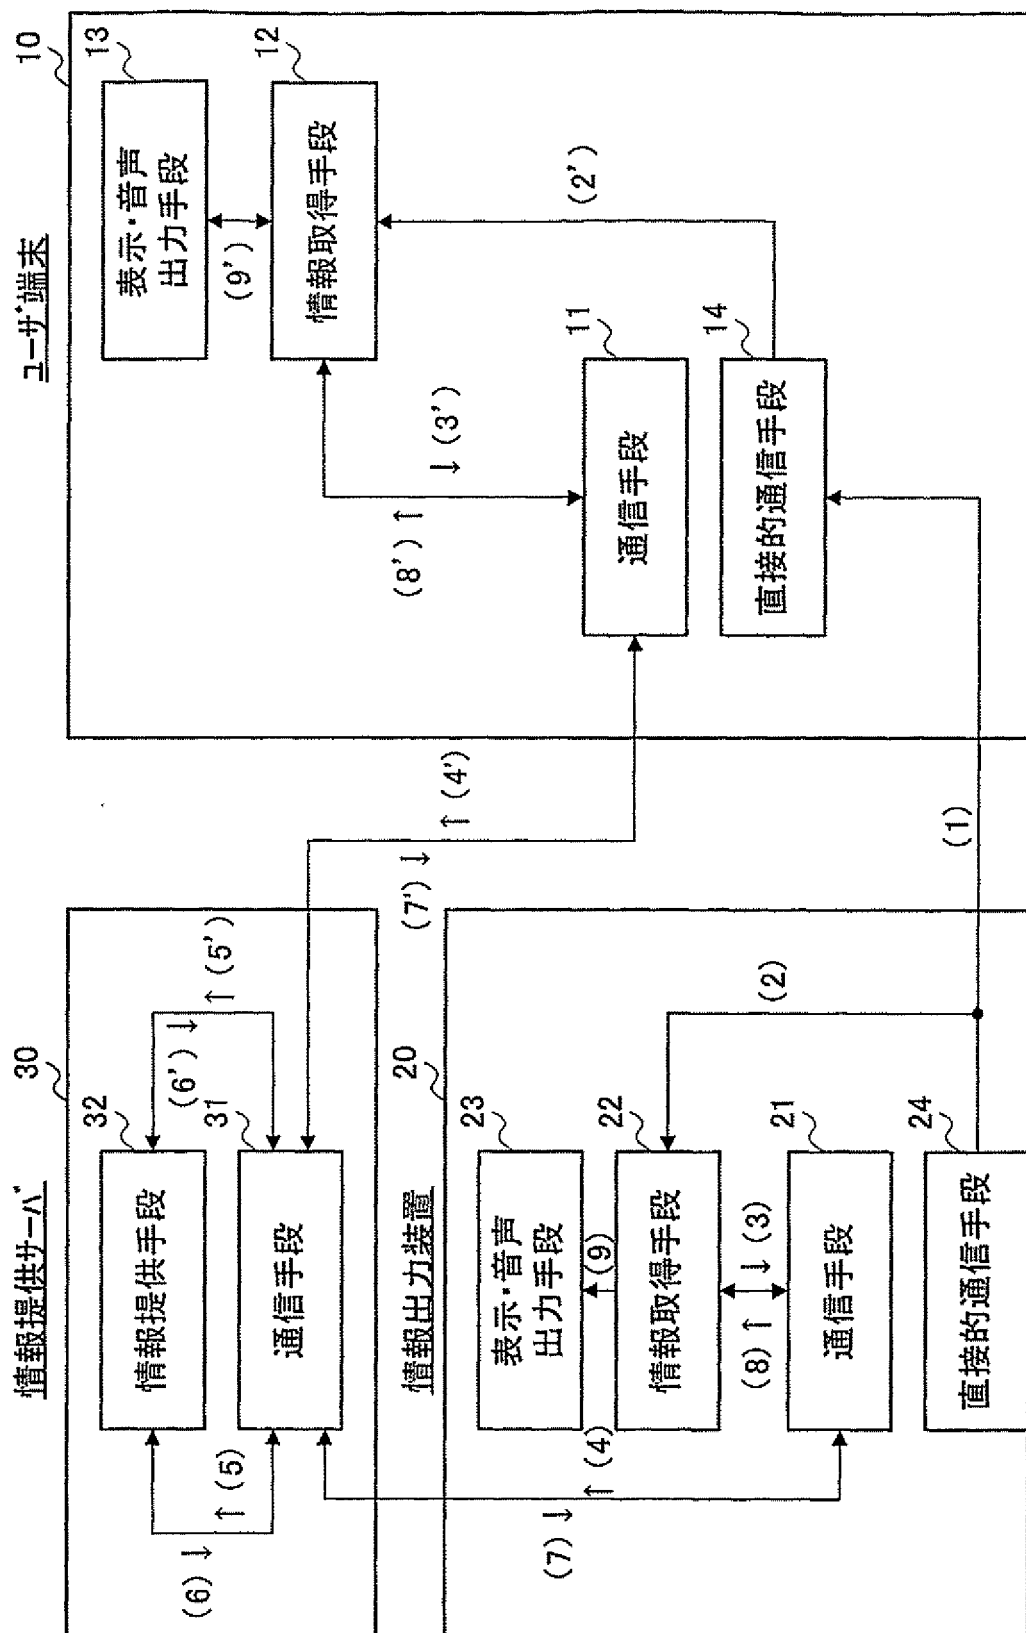 情報提供サーバ
30
情報提供手段
32
通信手段
31
(6) ↓
↑ (5)
(6') ↓
↑ (5')
(7) ↓
↑ (4)
(7') ↓
↑ (4')
情報出力装置
20
表示・音声
出力手段
23
(9)
情報取得手段
22
(8) ↑
↓ (3)
通信手段
21
直接的通信手段
24
(2)
(1)
ユーザ端末
10
表示・音声
出力手段
13
(9')
情報取得手段
12
(8') ↑
↓ (3')
(2')
通信手段
11
直接的通信手段
14